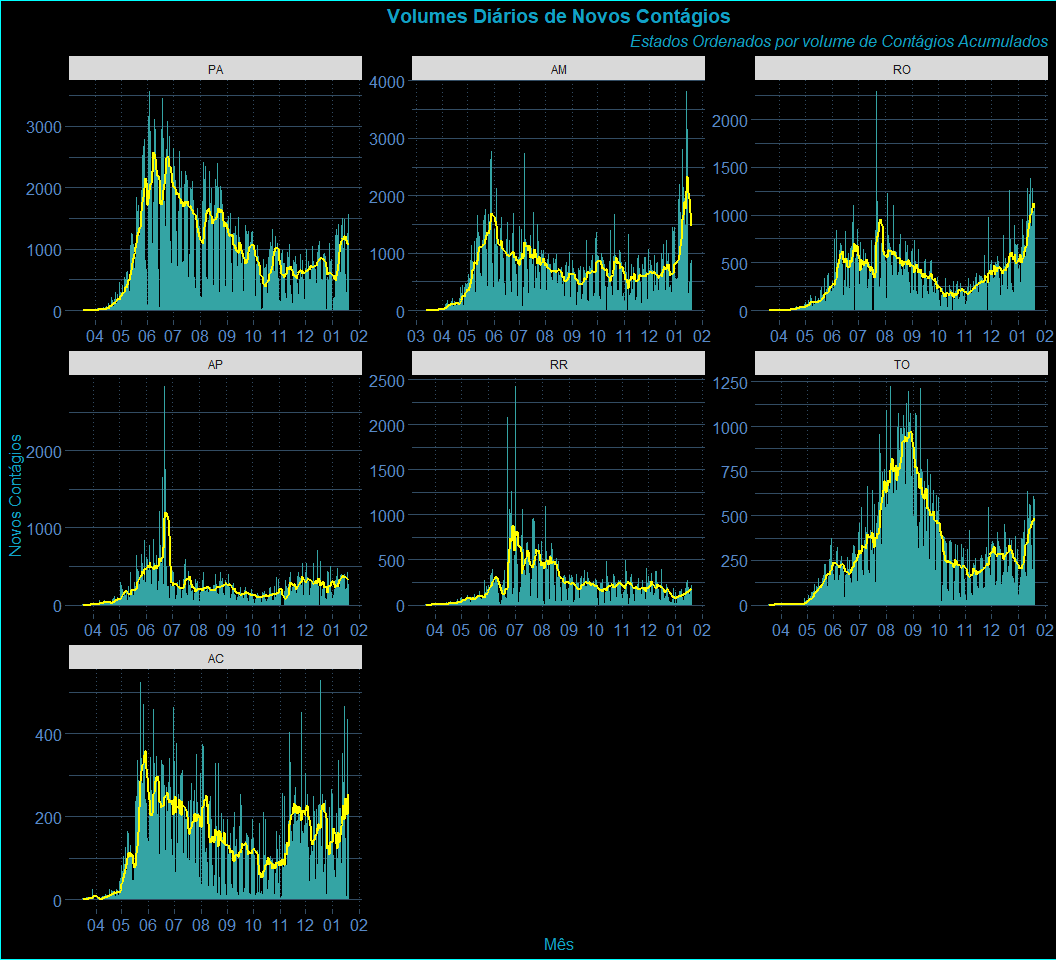 Volumes Diários de Novos Contágios
Estados Ordenados por volume de Contágios Acumulados
PA
AM
RO
3000
2000
1000
0
04 05 06 07 08 09 10 11 12 01 02
4000
3000
2000
1000
0
03 04 05 06 07 08 09 10 11 12 01 02
2000
1500
1000
500
0
04 05 06 07 08 09 10 11 12 01 02
AP
RR
TO
2000
1000
0
04 05 06 07 08 09 10 11 12 01 02
2500
2000
1500
1000
500
0
04 05 06 07 08 09 10 11 12 01 02
1250
1000
750
500
250
0
04 05 06 07 08 09 10 11 12 01 02
AC
400
200
0
04 05 06 07 08 09 10 11 12 01 02
Novos Contágios
Mês